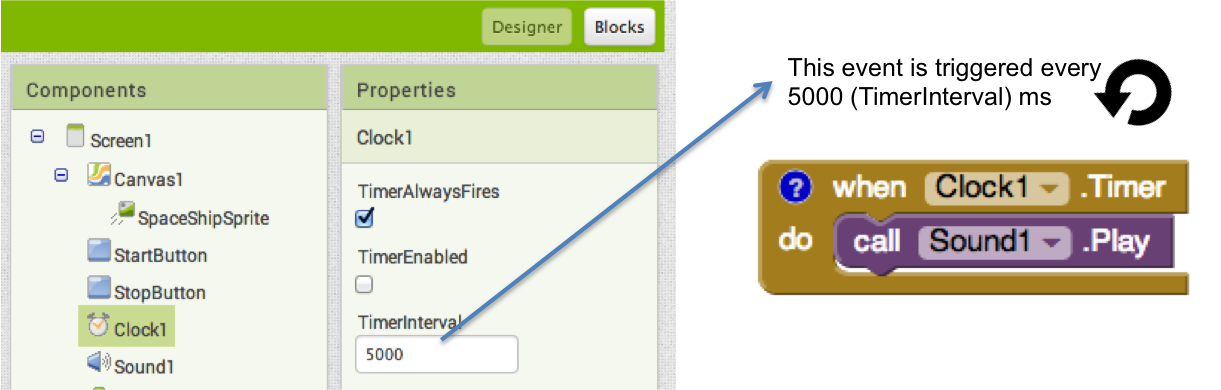 Designer
Blocks
Components
Screen1
Canvas1
SpaceShipSprite
StartButton
StopButton
Clock1
Sound1
Properties
Clock1
TimerAlwaysFires
TimerEnabled
TimerInterval
5000
This event is triggered every
5000 (TimerInterval) ms
? when Clock1 .Timer
do call Sound1 .Play